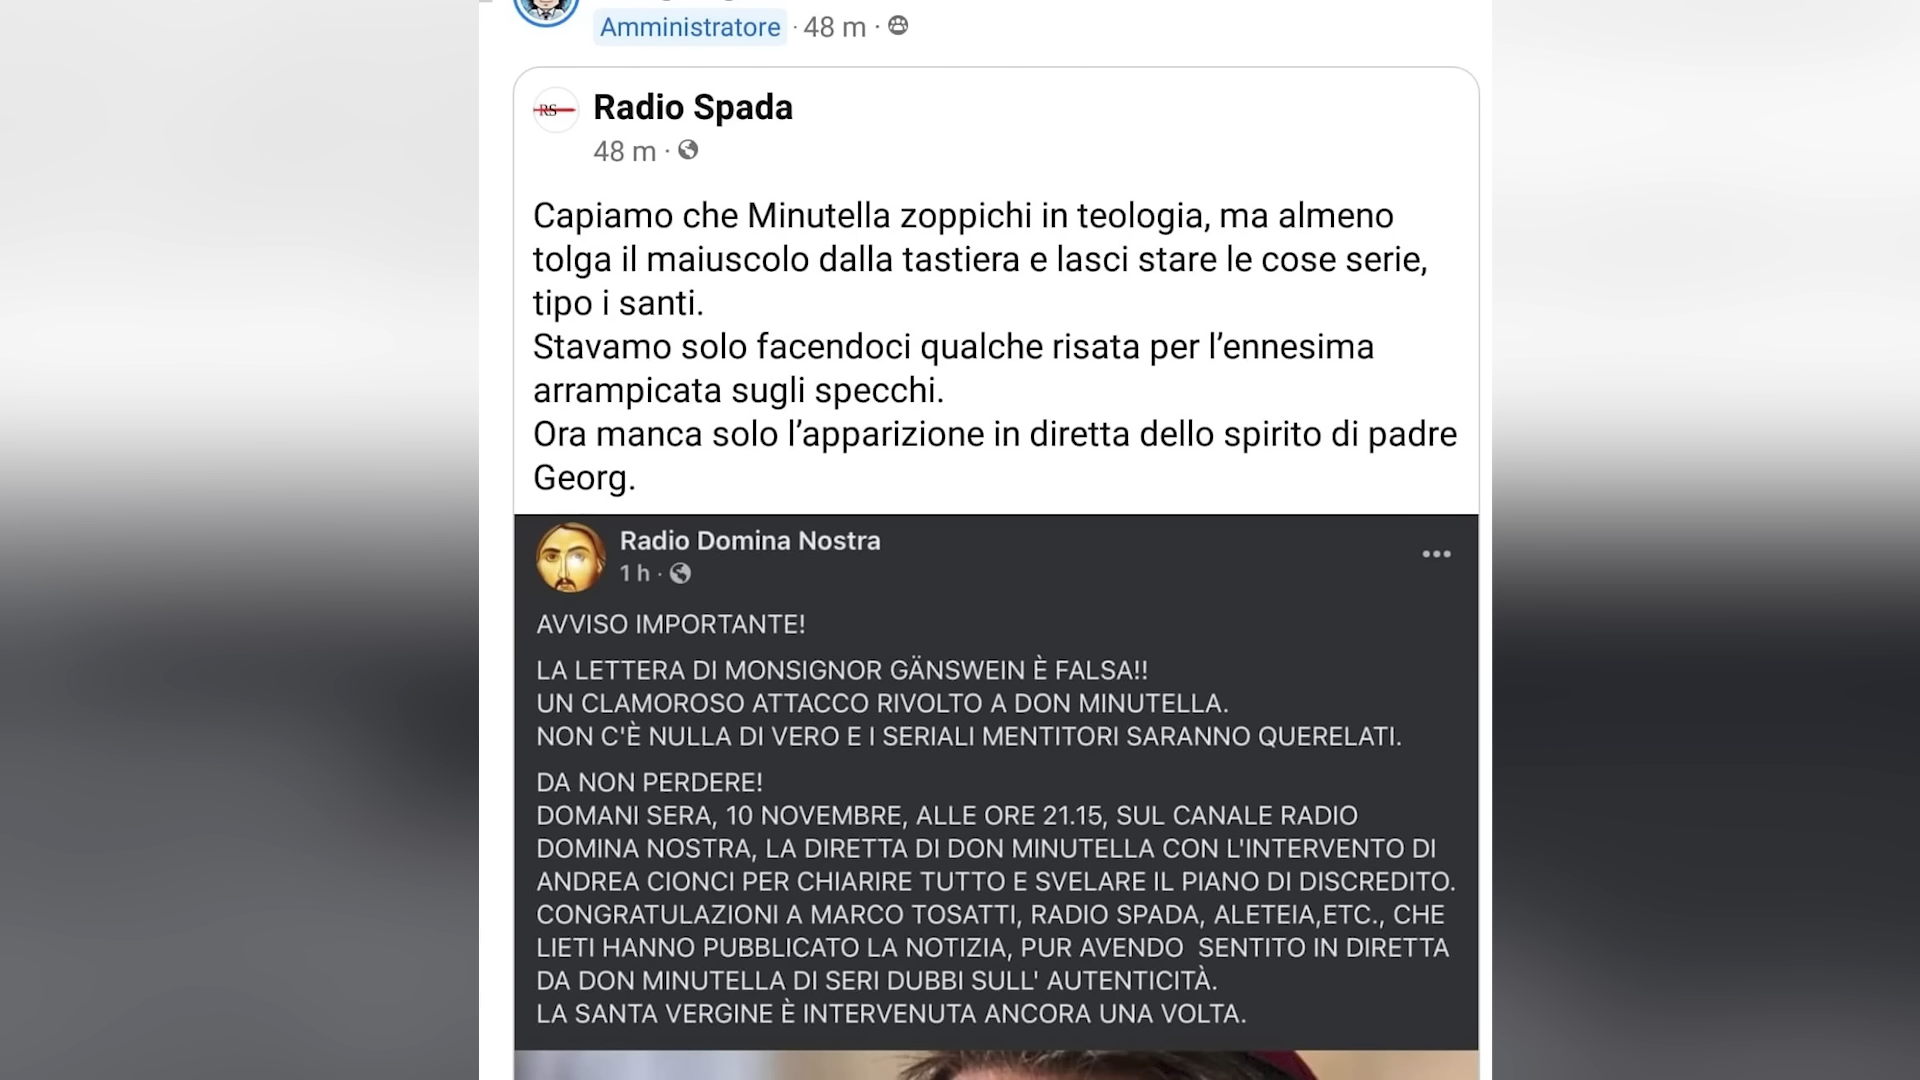 Amministratore · 48 m ·
RS
Radio Spada
48 m ·
Capiamo che Minutella zoppichi in teologia, ma almeno
tolga il maiuscolo dalla tastiera e lasci stare le cose serie,
tipo i santi.
Stavamo solo facendoci qualche risata per l’ennesima
arrampicata sugli specchi.
Ora manca solo l’apparizione in diretta dello spirito di padre
Georg.
Radio Domina Nostra
1 h ·
AVVISO IMPORTANTE!
LA LETTERA DI MONSIGNOR GÄNSWEIN È FALSA!!
UN CLAMOROSO ATTACCO RIVOLTO A DON MINUTELLA.
NON C'È NULLA DI VERO E I SERIALI MENTITORI SARANNO QUERELATI.
DA NON PERDERE!
DOMANI SERA, 10 NOVEMBRE, ALLE ORE 21.15, SUL CANALE RADIO
DOMINA NOSTRA, LA DIRETTA DI DON MINUTELLA CON L'INTERVENTO DI
ANDREA CIONCI PER CHIARIRE TUTTO E SVELARE IL PIANO DI DISCREDITO.
CONGRATULAZIONI A MARCO TOSATTI, RADIO SPADA, ALETEIA,ETC., CHE
LIETI HANNO PUBBLICATO LA NOTIZIA, PUR AVENDO SENTITO IN DIRETTA
DA DON MINUTELLA DI SERI DUBBI SULL' AUTENTICITÀ.
LA SANTA VERGINE È INTERVENUTA ANCORA UNA VOLTA.